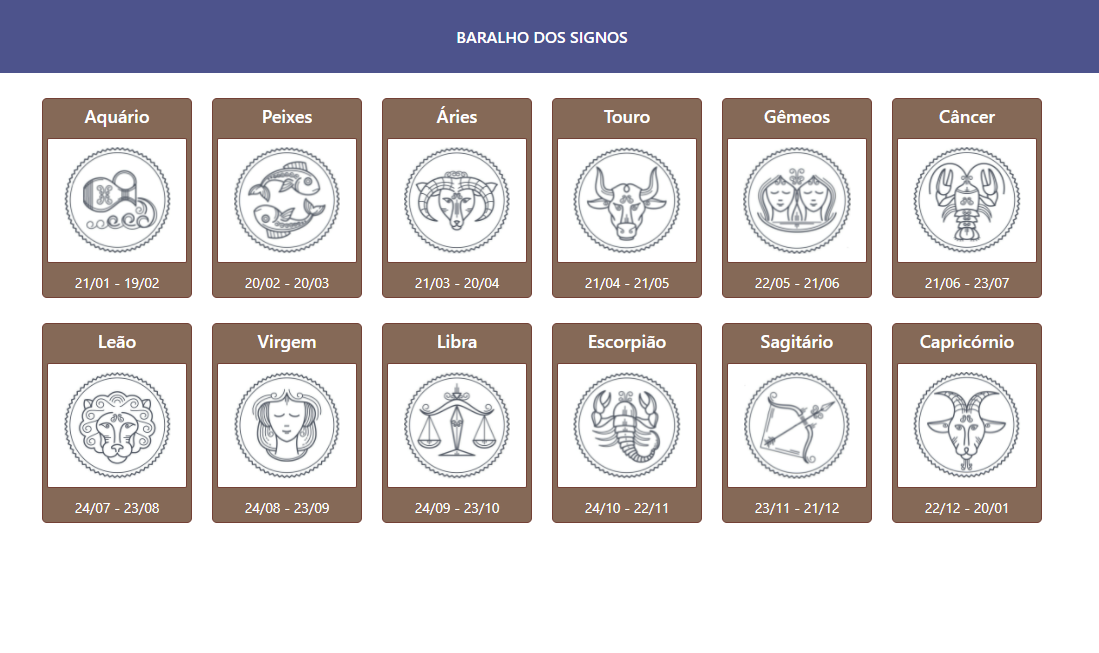 BARALHO DOS SIGNOS
Aquário
Peixes
Áries
Touro
Gêmeos
Câncer
21/01 - 19/02
20/02 - 20/03
21/03 - 20/04
21/04 - 21/05
22/05 - 21/06
21/06 - 23/07
Leão
Virgem
Libra
Escorpião
Sagitário
Capricórnio
24/07 - 23/08
24/08 - 23/09
24/09 - 23/10
24/10 - 22/11
23/11 - 21/12
22/12 - 20/01